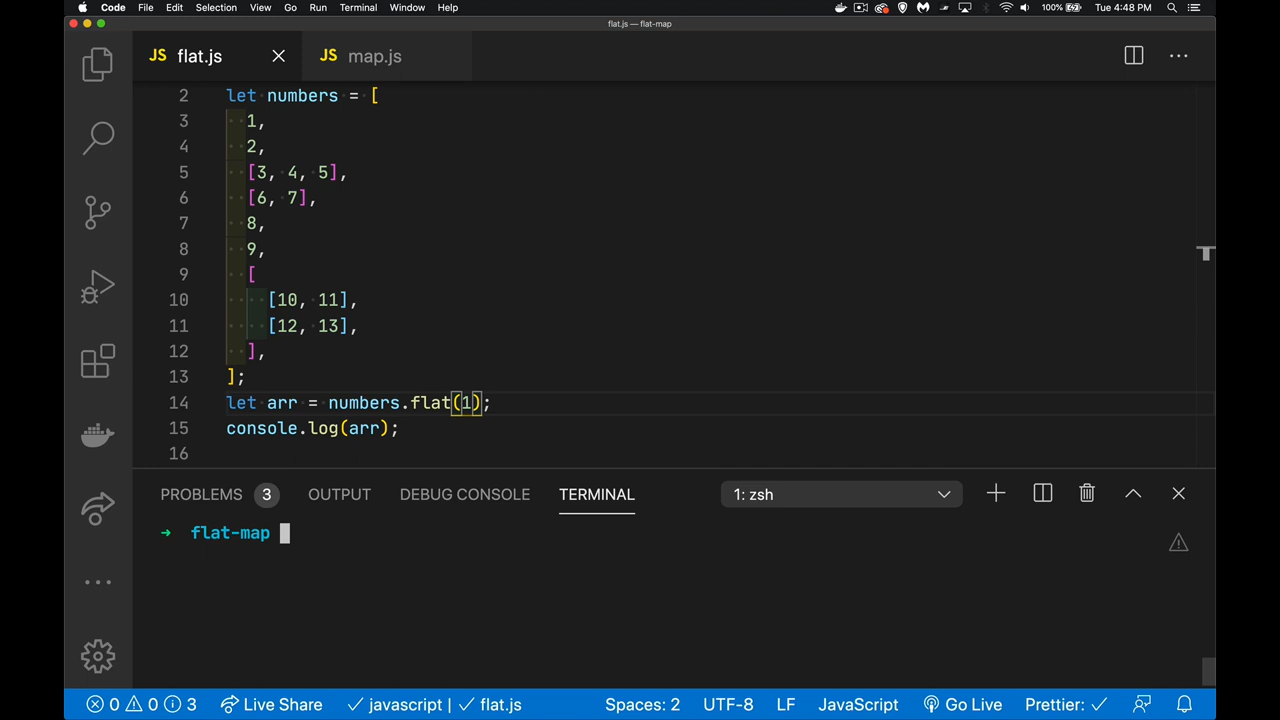 Code File Edit Selection View Go Run Terminal Window Help 100% Tue 4:48 PM
flat.js — flat-map
JS flat.js JS map.js
2 let numbers = [
3 1,
4 2,
5 [3, 4, 5],
6 [6, 7],
7 8,
8 9,
9 [
10 [10, 11],
11 [12, 13],
12 ],
13 ];
14 let arr = numbers.flat(1);
15 console.log(arr);
16
PROBLEMS 3 OUTPUT DEBUG CONSOLE TERMINAL 1: zsh
→ flat-map
0 0 3 Live Share ✓ javascript | ✓ flat.js Spaces: 2 UTF-8 LF JavaScript Go Live Prettier: ✓